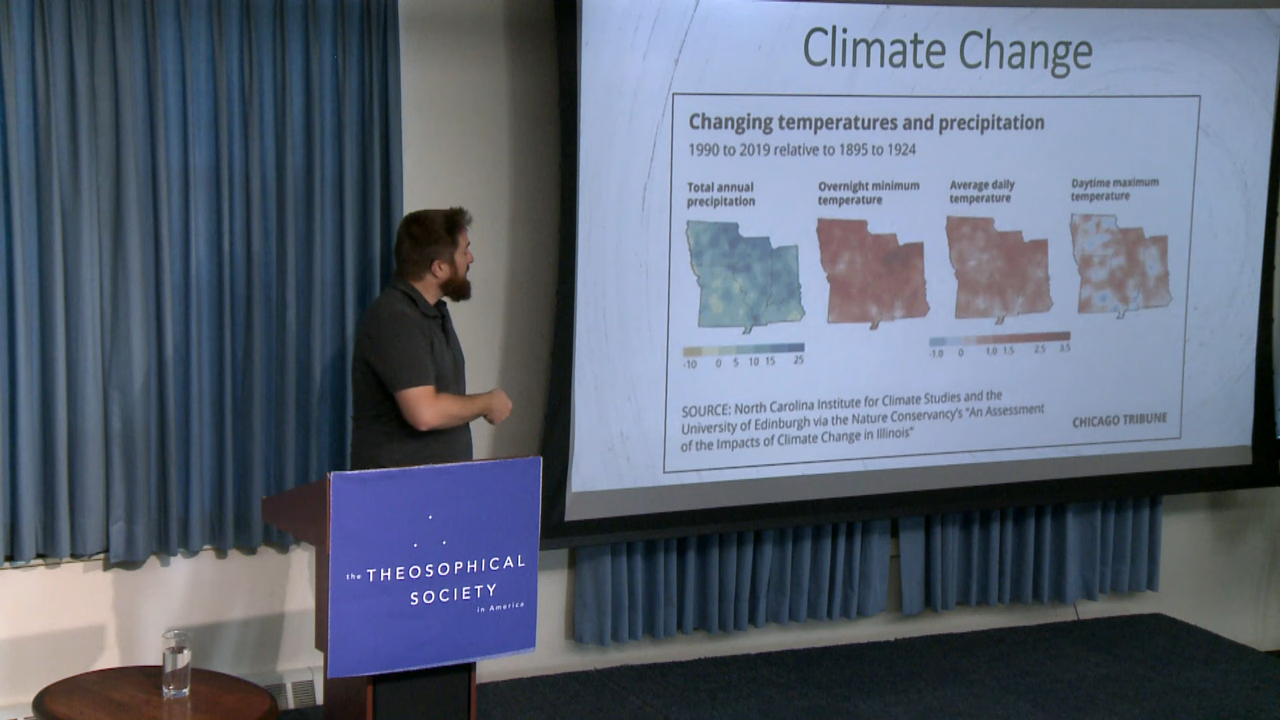 Climate Change
Changing temperatures and precipitation
1990 to 2019 relative to 1895 to 1924
Total annual
precipitation
Overnight minimum
temperature
Average daily
temperature
Daytime maximum
temperature
-10 0 5 10 15 25
-1.0 0 1.0 1.5 2.5 3.5
SOURCE: North Carolina Institute for Climate Studies and the
University of Edinburgh via the Nature Conservancy's "An Assessment
of the Impacts of Climate Change in Illinois"
CHICAGO TRIBUNE
the THEOSOPHICAL
SOCIETY
in America